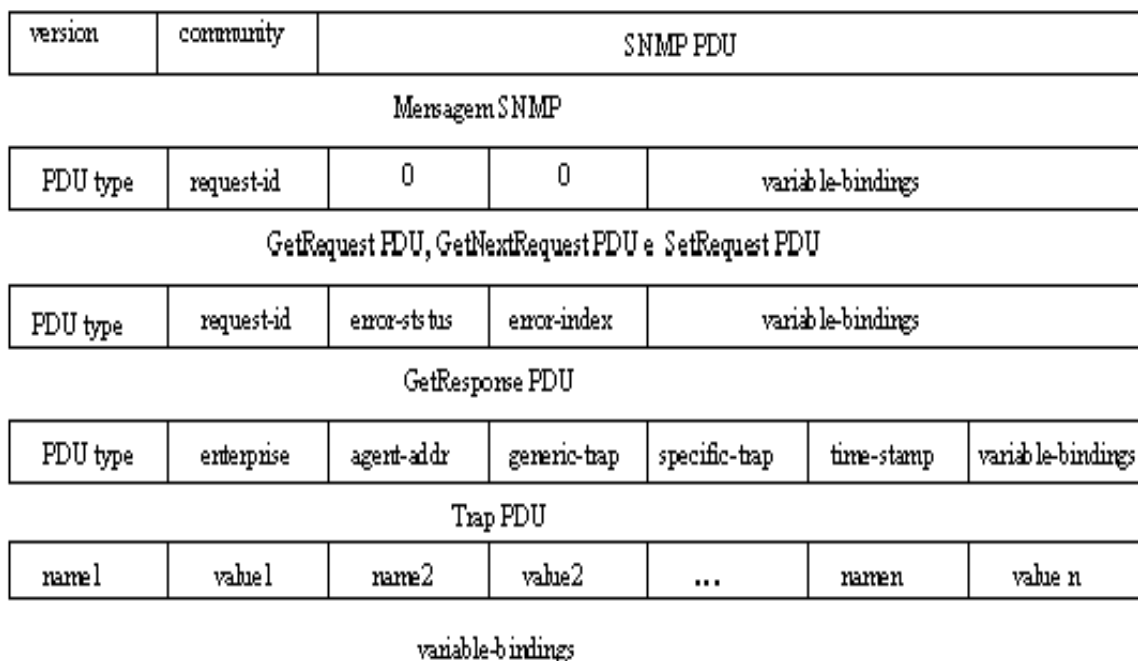 version community SNMP PDU
Mensagem SNMP
PDU type request-id 0 0 variable-bindings
GetRequest PDU, GetNextRequest PDU e SetRequest PDU
PDU type request-id error-ststus error-index variable-bindings
GetResponse PDU
PDU type enterprise agent-addr generic-trap specific-trap time-stamp variable-bindings
Trap PDU
name1 value1 name2 value2 ... namen value n
variable-bindings